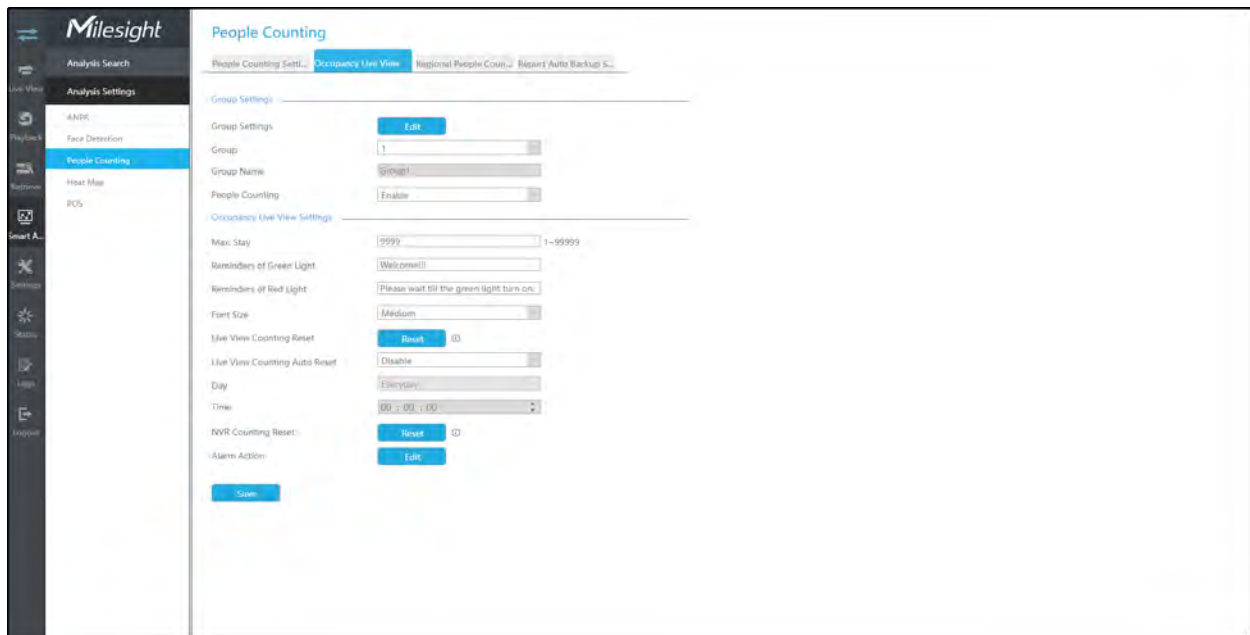 Milesight
Analysis Search
Analysis Settings
ANPR
Face Detection
People Counting
Heat Map
POS
Live View
Playback
Retrieve
Smart A...
Settings
Status
Logs
Logout
People Counting
People Counting Setti... Occupancy Live View Regional People Coun... Report Auto Backup S...
Group Settings
Group Settings Edit
Group 1
Group Name Group1
People Counting Enable
Occupancy Live View Settings
Max: Stay 9999 1~99999
Reminders of Green Light Welcome!!!
Reminders of Red Light Please wait till the green light turn on.
Font Size Medium
Live View Counting Reset Reset
Live View Counting Auto Reset Disable
Day Everyday
Time 00 : 00 : 00
NVR Counting Reset Reset
Alarm Action Edit
Save